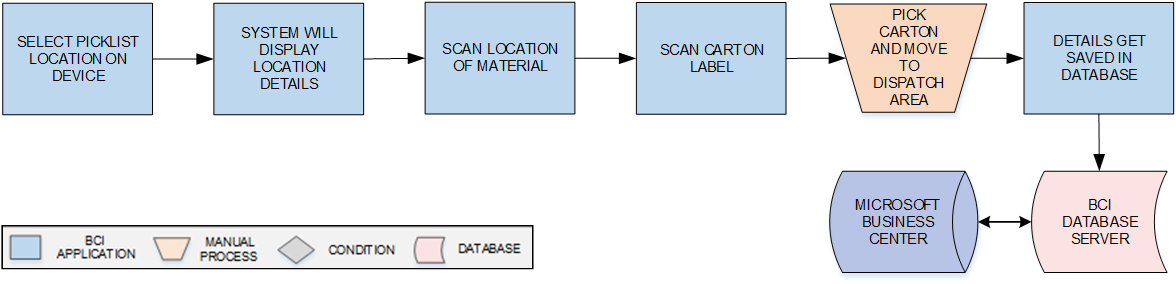 SELECT PICKLIST
LOCATION ON
DEVICE
SYSTEM WILL
DISPLAY
LOCATION
DETAILS
SCAN LOCATION
OF MATERIAL
SCAN CARTON
LABEL
PICK
CARTON
AND MOVE
TO
DISPATCH
AREA
DETAILS GET
SAVED IN
DATABASE
MICROSOFT
BUSINESS
CENTER
BCI
DATABASE
SERVER
BCI
APPLICATION
MANUAL
PROCESS
CONDITION
DATABASE